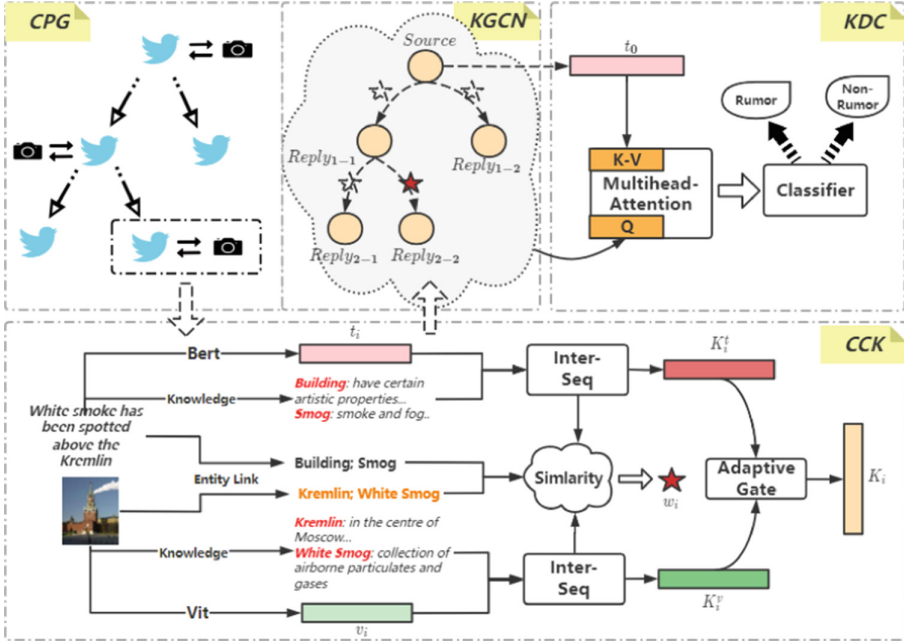 CPG
KGCN
KDC
Source
Reply1−1
Reply1−2
Reply2−1
Reply2−2
t0
K-V
Multihead-
Attention
Q
Classifier
Rumor
Non-
Rumor
CCK
White smoke has
been spotted
above the
Kremlin
Bert
ti
Knowledge
Building: have certain
artistic properties...
Smog: smoke and fog..
Entity Link
Building; Smog
Kremlin; White Smog
Knowledge
Kremlin: in the centre of
Moscow...
White Smog: collection of
airborne particulates and
gases
Vit
vi
Inter-
Seq
Simlarity
wi
Inter-
Seq
K_i^t
K_i^v
Adaptive
Gate
Ki